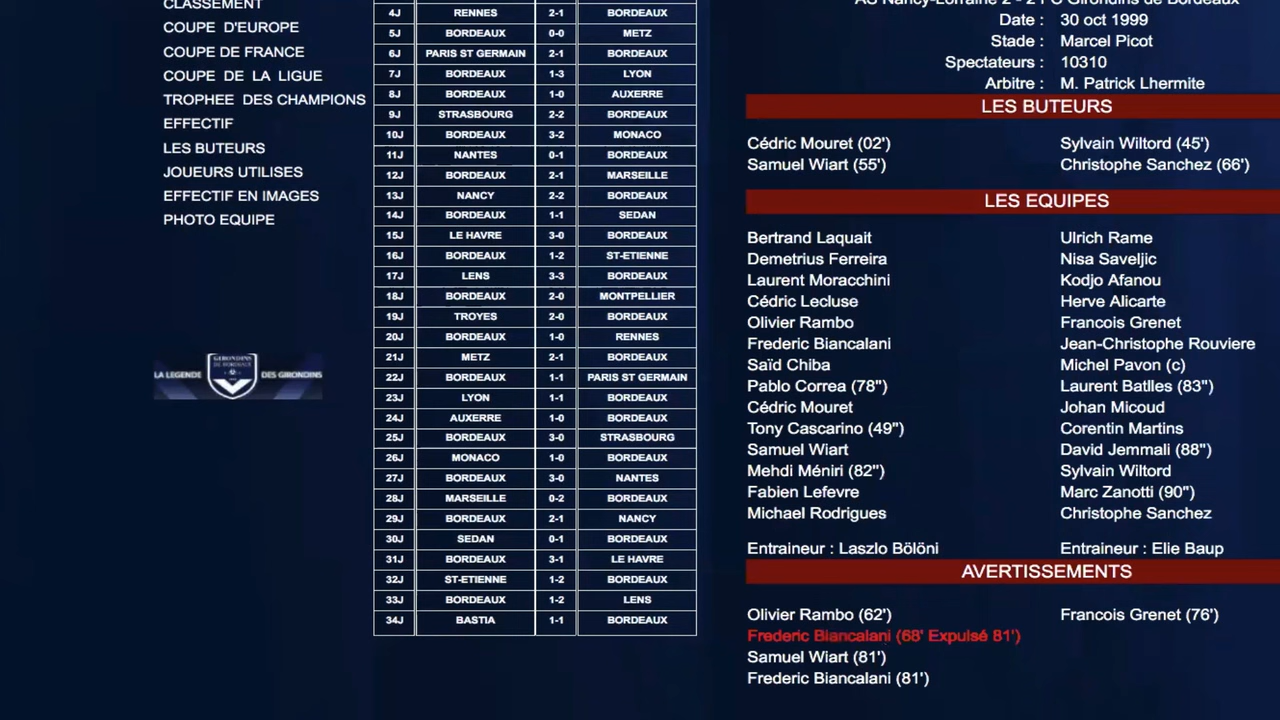 CLASSEMENT
COUPE D'EUROPE
COUPE DE FRANCE
COUPE DE LA LIGUE
TROPHEE DES CHAMPIONS
EFFECTIF
LES BUTEURS
JOUEURS UTILISES
EFFECTIF EN IMAGES
PHOTO EQUIPE
LA LEGENDE GIRONDINS DE BORDEAUX DES GIRONDINS
4J RENNES 2-1 BORDEAUX
5J BORDEAUX 0-0 METZ
6J PARIS ST GERMAIN 2-1 BORDEAUX
7J BORDEAUX 1-3 LYON
8J BORDEAUX 1-0 AUXERRE
9J STRASBOURG 2-2 BORDEAUX
10J BORDEAUX 3-2 MONACO
11J NANTES 0-1 BORDEAUX
12J BORDEAUX 2-1 MARSEILLE
13J NANCY 2-2 BORDEAUX
14J BORDEAUX 1-1 SEDAN
15J LE HAVRE 3-0 BORDEAUX
16J BORDEAUX 1-2 ST-ETIENNE
17J LENS 3-3 BORDEAUX
18J BORDEAUX 2-0 MONTPELLIER
19J TROYES 2-0 BORDEAUX
20J BORDEAUX 1-0 RENNES
21J METZ 2-1 BORDEAUX
22J BORDEAUX 1-1 PARIS ST GERMAIN
23J LYON 1-1 BORDEAUX
24J AUXERRE 1-0 BORDEAUX
25J BORDEAUX 3-0 STRASBOURG
26J MONACO 1-0 BORDEAUX
27J BORDEAUX 3-0 NANTES
28J MARSEILLE 0-2 BORDEAUX
29J BORDEAUX 2-1 NANCY
30J SEDAN 0-1 BORDEAUX
31J BORDEAUX 3-1 LE HAVRE
32J ST-ETIENNE 1-2 BORDEAUX
33J BORDEAUX 1-2 LENS
34J BASTIA 1-1 BORDEAUX
AS Nancy-Lorraine 2 - 2 FC Girondins de Bordeaux
Date : 30 oct 1999
Stade : Marcel Picot
Spectateurs : 10310
Arbitre : M. Patrick Lhermite
LES BUTEURS
Cédric Mouret (02') Sylvain Wiltord (45')
Samuel Wiart (55') Christophe Sanchez (66')
LES EQUIPES
Bertrand Laquait Ulrich Rame
Demetrius Ferreira Nisa Saveljic
Laurent Moracchini Kodjo Afanou
Cédric Lecluse Herve Alicarte
Olivier Rambo Francois Grenet
Frederic Biancalani Jean-Christophe Rouviere
Saïd Chiba Michel Pavon (c)
Pablo Correa (78") Laurent Batlles (83")
Cédric Mouret Johan Micoud
Tony Cascarino (49") Corentin Martins
Samuel Wiart David Jemmali (88")
Mehdi Méniri (82") Sylvain Wiltord
Fabien Lefevre Marc Zanotti (90")
Michael Rodrigues Christophe Sanchez
Entraineur : Laszlo Bölöni Entraineur : Elie Baup
AVERTISSEMENTS
Olivier Rambo (62') Francois Grenet (76')
Frederic Biancalani (68' Expulsé 81')
Samuel Wiart (81')
Frederic Biancalani (81')